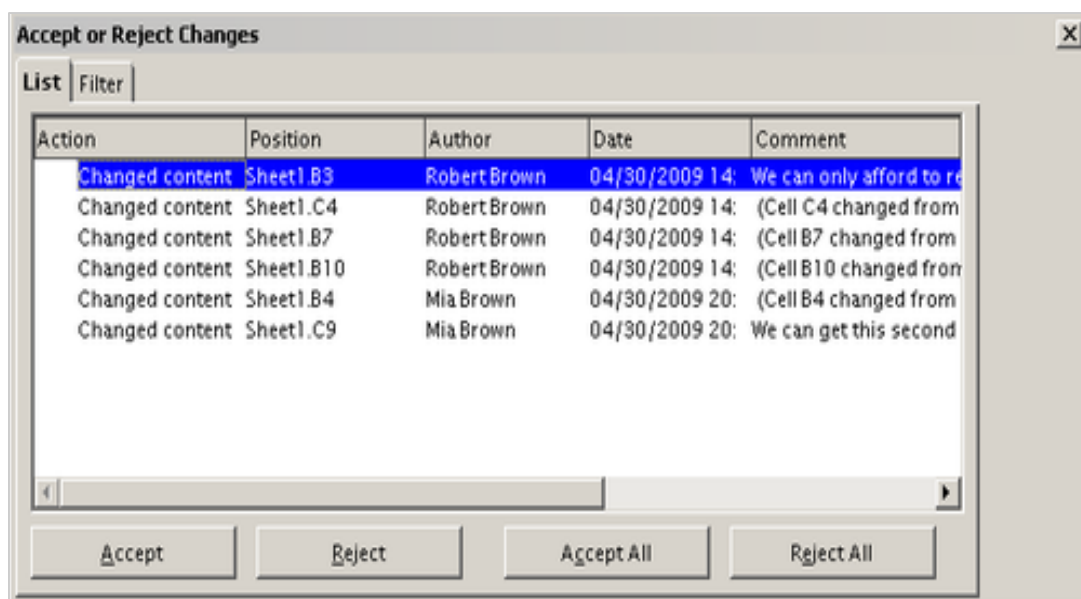 Accept or Reject Changes
List Filter
Action Position Author Date Comment
Changed content Sheet1.B3 Robert Brown 04/30/2009 14: We can only afford to re
Changed content Sheet1.C4 Robert Brown 04/30/2009 14: (Cell C4 changed from
Changed content Sheet1.B7 Robert Brown 04/30/2009 14: (Cell B7 changed from
Changed content Sheet1.B10 Robert Brown 04/30/2009 14: (Cell B10 changed from
Changed content Sheet1.B4 Mia Brown 04/30/2009 20: (Cell B4 changed from
Changed content Sheet1.C9 Mia Brown 04/30/2009 20: We can get this second
Accept Reject Accept All Reject All